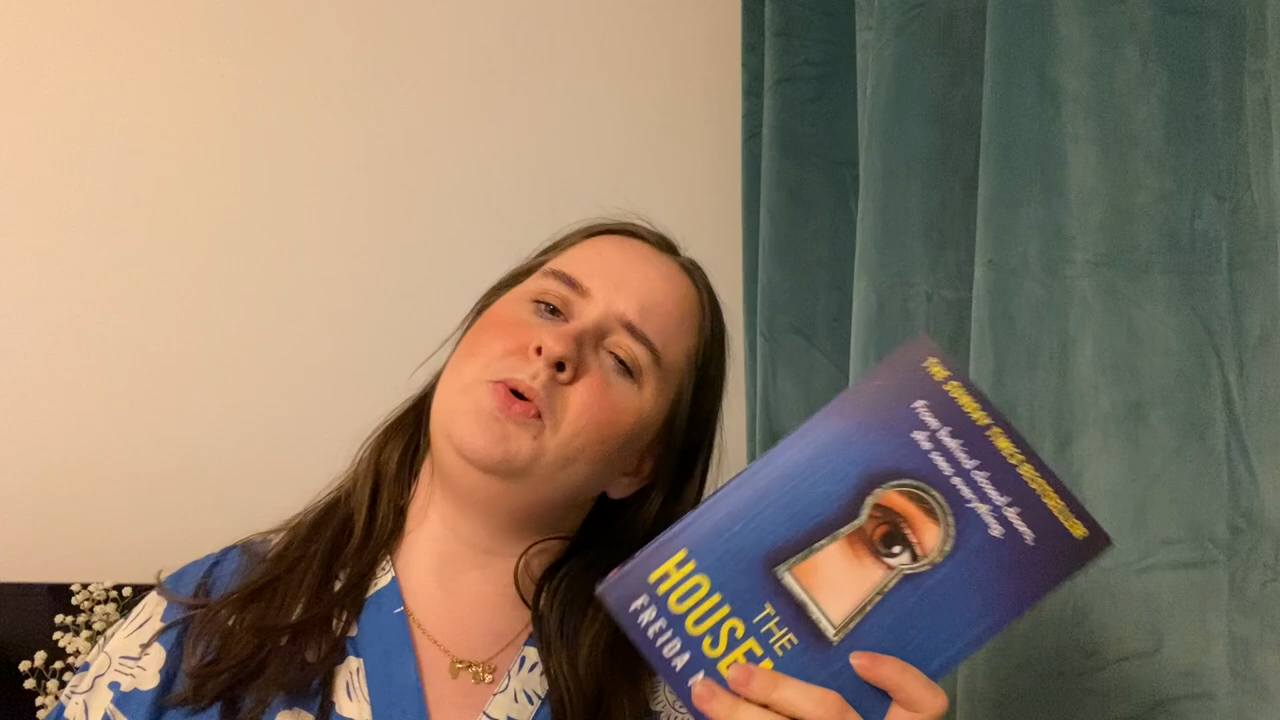 THE SUNDAY TIMES BESTSELLER
From behind closed doors,
she sees everything
THE
HOUSE
FREIDA